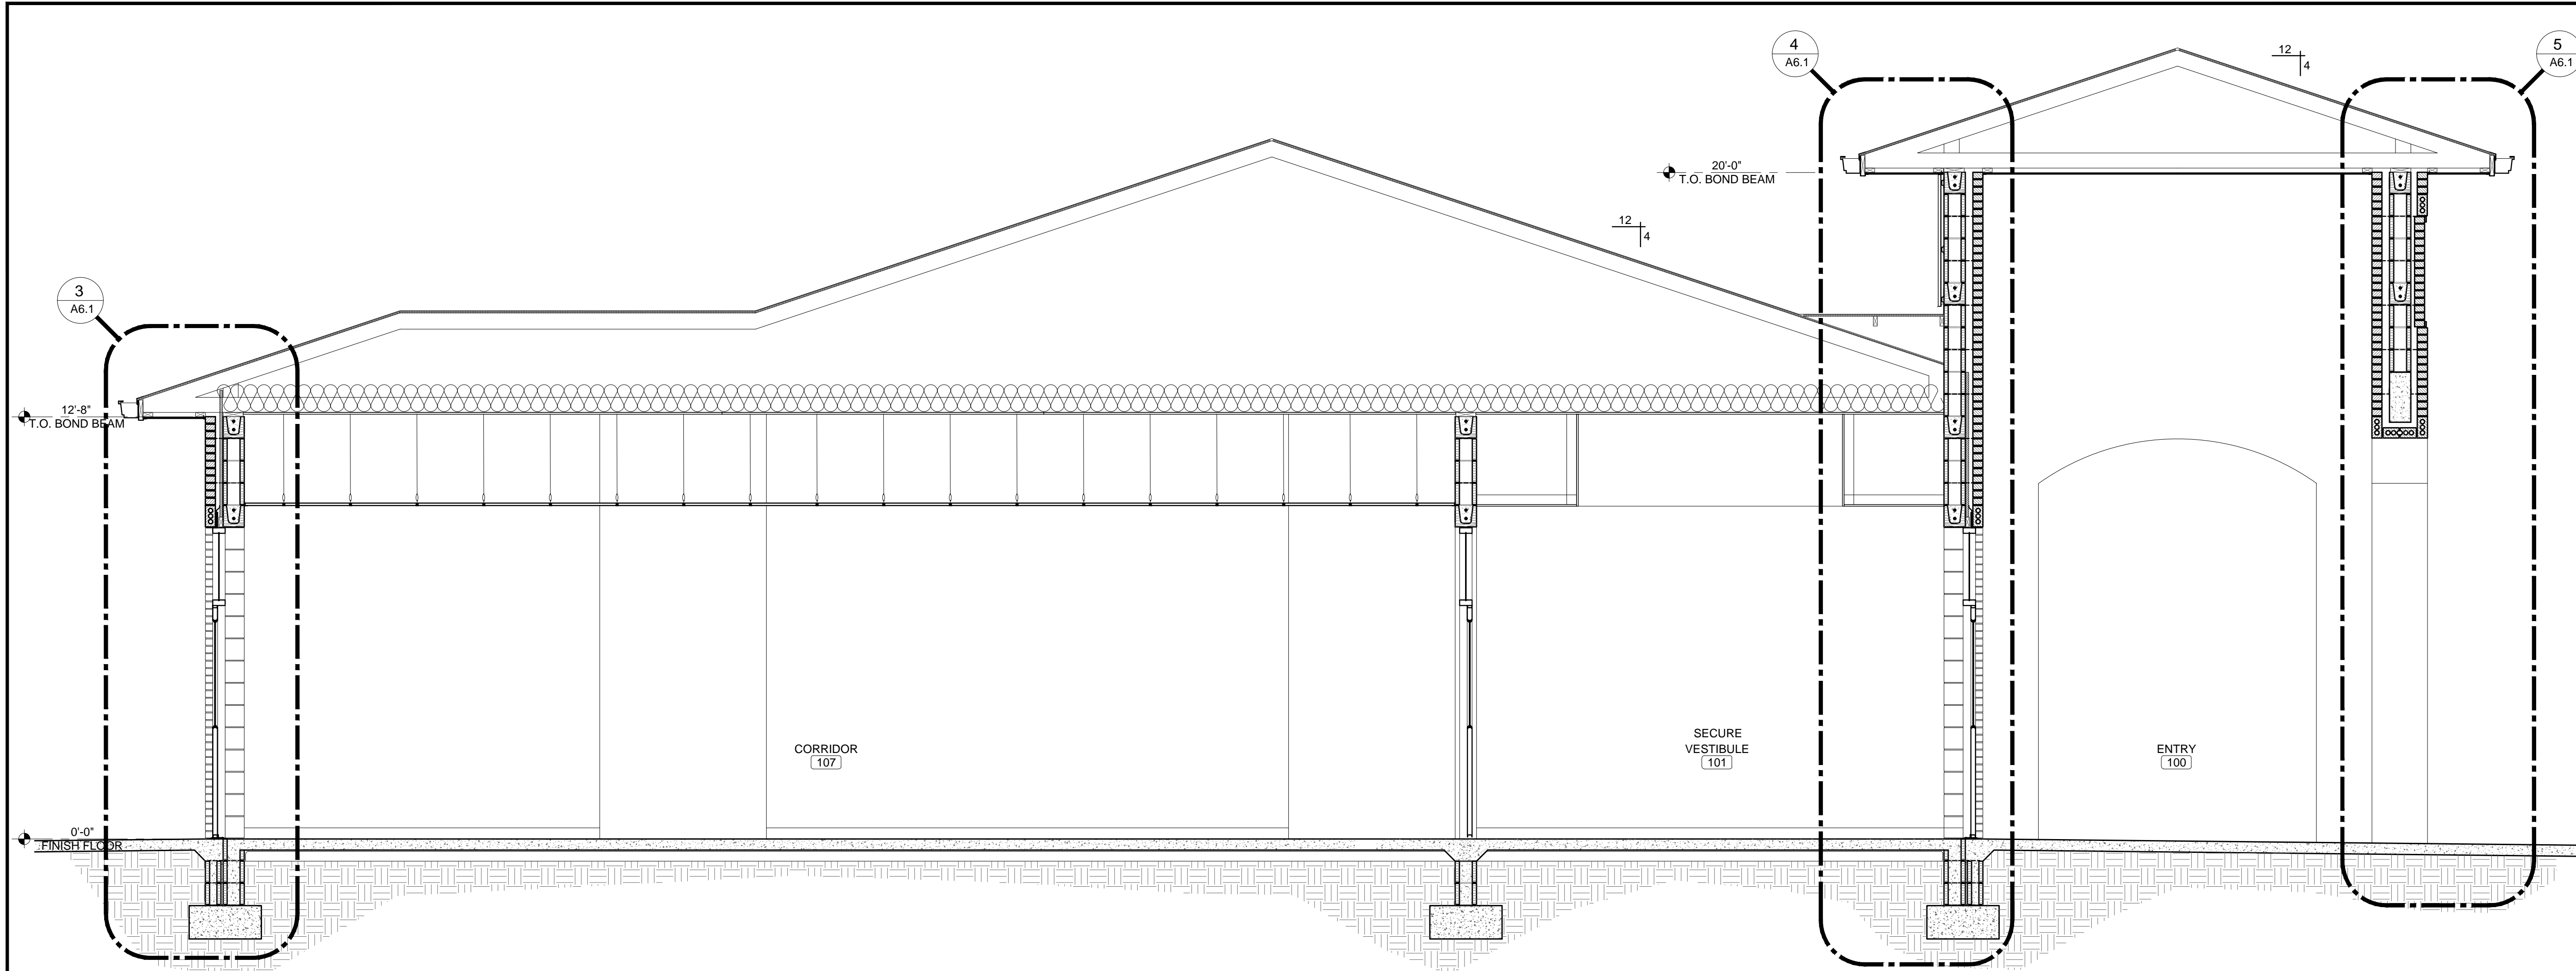 4
A6.1
12
4
5
A6.1
20'-0"
T.O. BOND BEAM
12
4
3
A6.1
12'-8"
T.O. BOND BEAM
SECURE
VESTIBULE
101
CORRIDOR
107
ENTRY
100
0'-0"
FINISH FLOOR